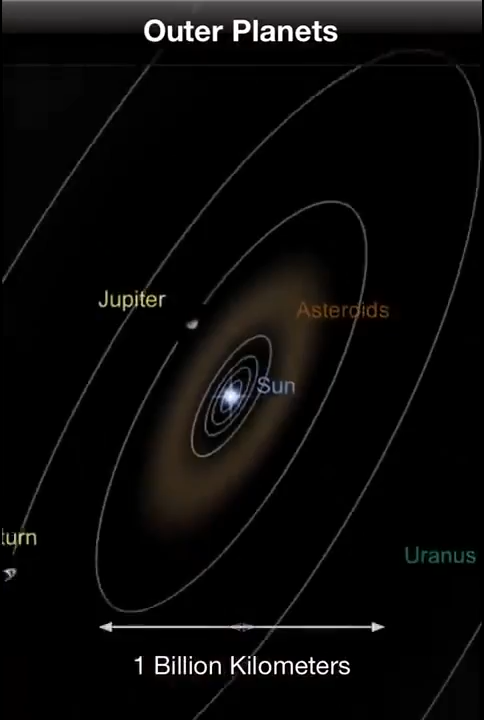 Outer Planets
Jupiter
Asteroids
Sun
turn
Uranus
1 Billion Kilometers